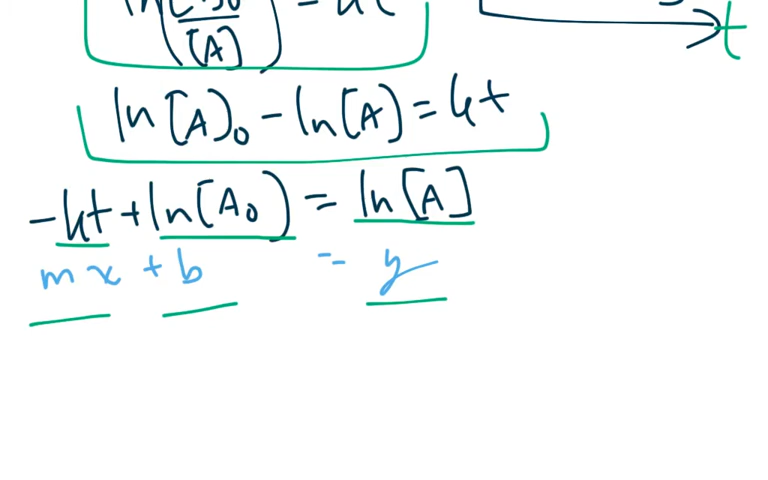 [A]
t
ln[A]₀ - ln[A] = kt
-kt + ln[A₀] = ln[A]
mx + b = y